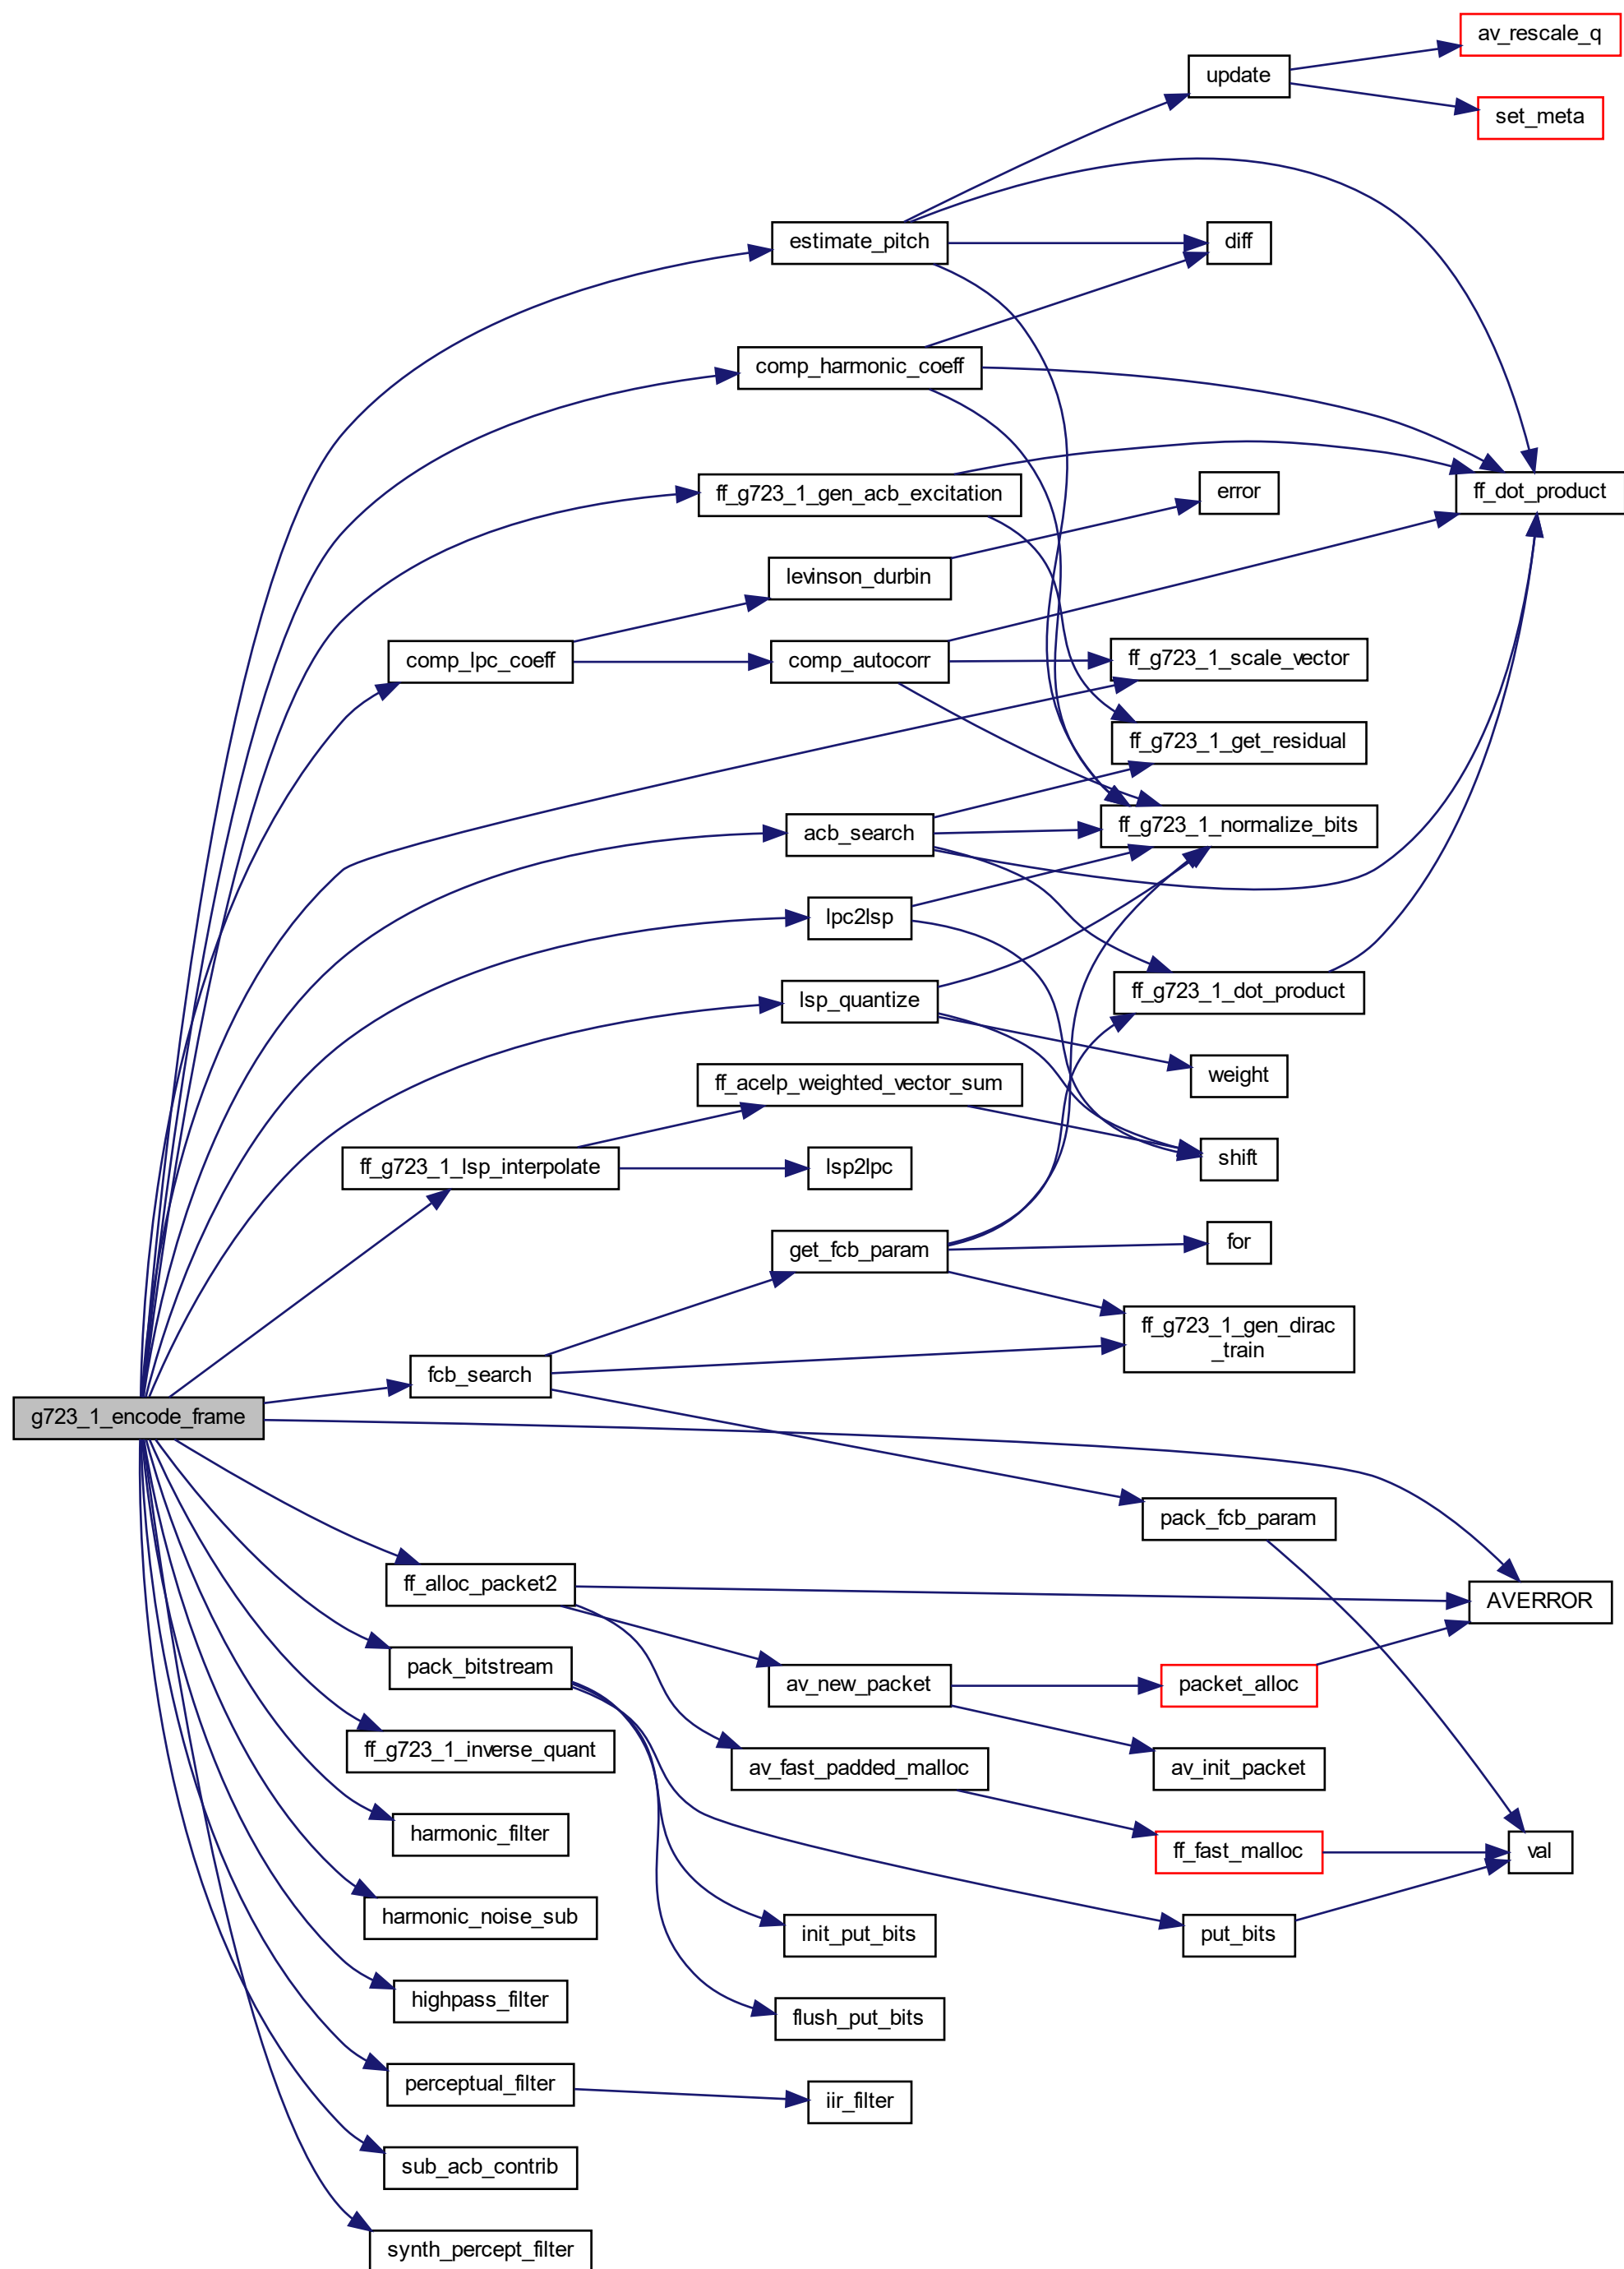 av_rescale_q
update
set_meta
estimate_pitch
diff
comp_harmonic_coeff
ff_g723_1_gen_acb_excitation
error
ff_dot_product
levinson_durbin
comp_lpc_coeff
comp_autocorr
ff_g723_1_scale_vector
ff_g723_1_get_residual
acb_search
ff_g723_1_normalize_bits
lpc2lsp
lsp_quantize
ff_g723_1_dot_product
weight
ff_acelp_weighted_vector_sum
ff_g723_1_lsp_interpolate
lsp2lpc
shift
get_fcb_param
for
ff_g723_1_gen_dirac
_train
fcb_search
g723_1_encode_frame
pack_fcb_param
ff_alloc_packet2
AVERROR
pack_bitstream
av_new_packet
packet_alloc
ff_g723_1_inverse_quant
av_fast_padded_malloc
av_init_packet
harmonic_filter
ff_fast_malloc
val
harmonic_noise_sub
init_put_bits
put_bits
highpass_filter
flush_put_bits
perceptual_filter
iir_filter
sub_acb_contrib
synth_percept_filter